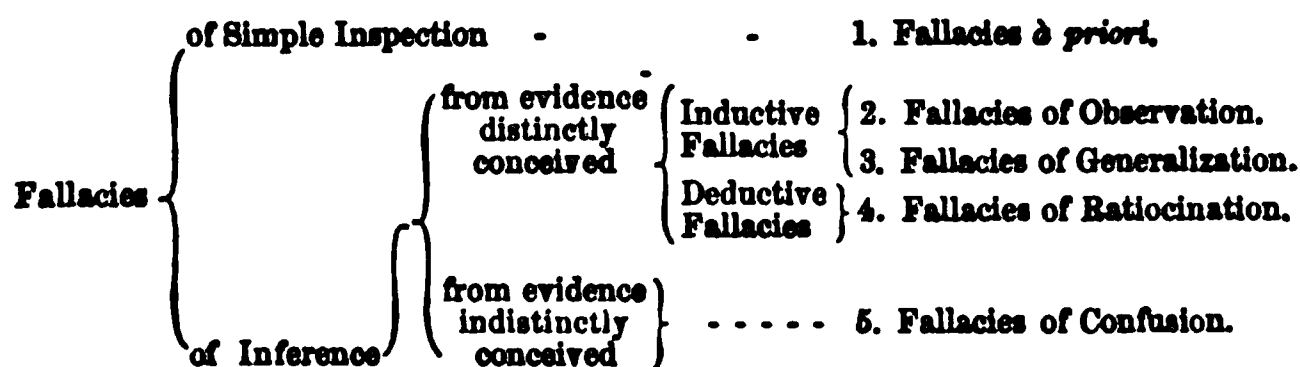 of Simple Inspection - - 1. Fallacies à priori.
from evidence distinctly conceived
Inductive Fallacies
2. Fallacies of Observation.
3. Fallacies of Generalization.
Fallacies
Deductive Fallacies
4. Fallacies of Ratiocination.
from evidence indistinctly conceived
- - - - - 5. Fallacies of Confusion.
of Inference